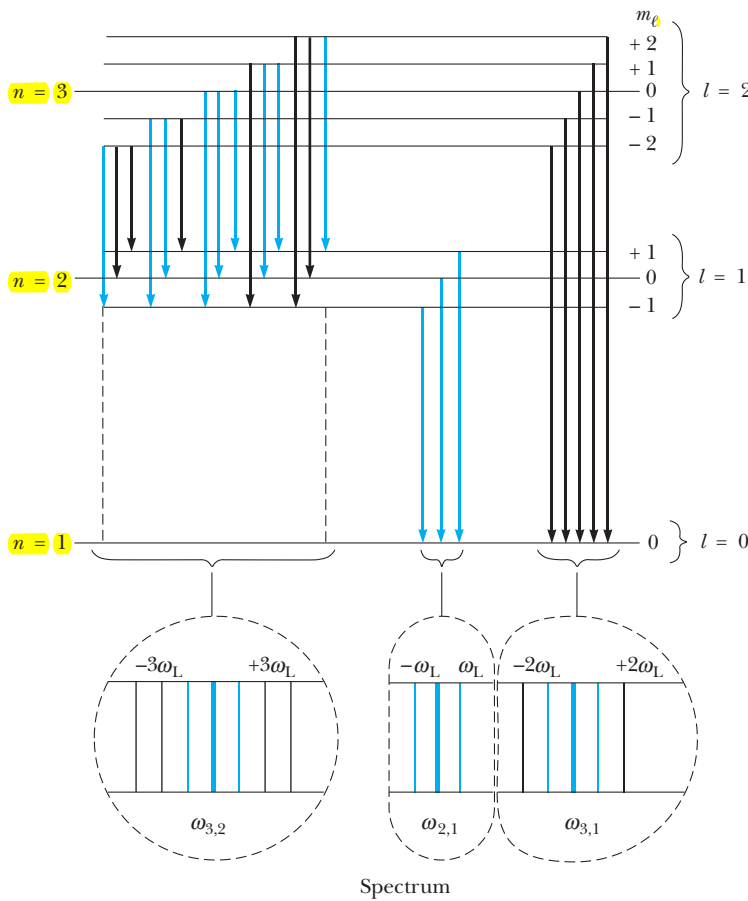 mℓ
+ 2
+ 1
n = 3 0 l = 2
− 1
− 2
+ 1
n = 2 0 l = 1
− 1
n = 1 0 l = 0
−3ωL +3ωL −ωL ωL −2ωL +2ωL
ω3,2 ω2,1 ω3,1
Spectrum